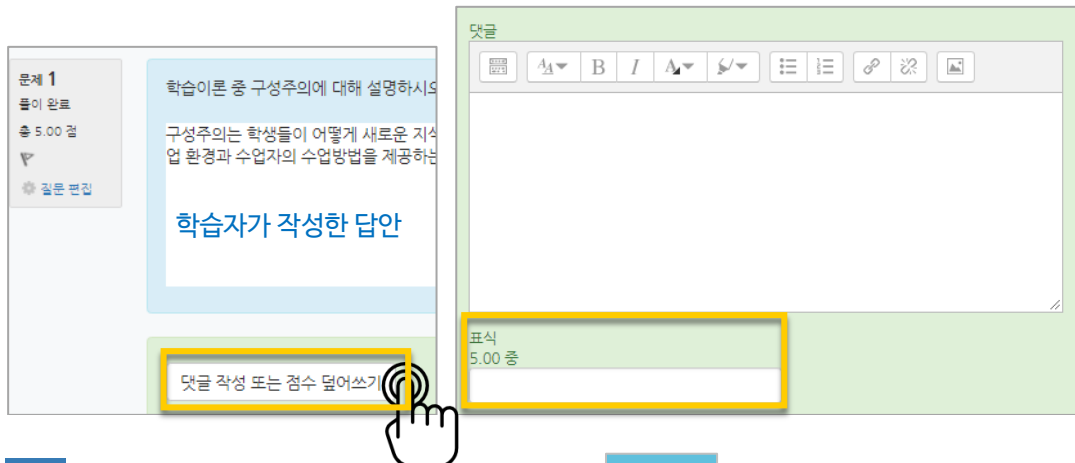 문제 1
풀이 완료
총 5.00 점
질문 편집
학습이론 중 구성주의에 대해 설명하시오
구성주의는 학생들이 어떻게 새로운 지식
업 환경과 수업자의 수업방법을 제공하는
학습자가 작성한 답안
댓글 작성 또는 점수 덮어쓰기
댓글
표식
5.00 중